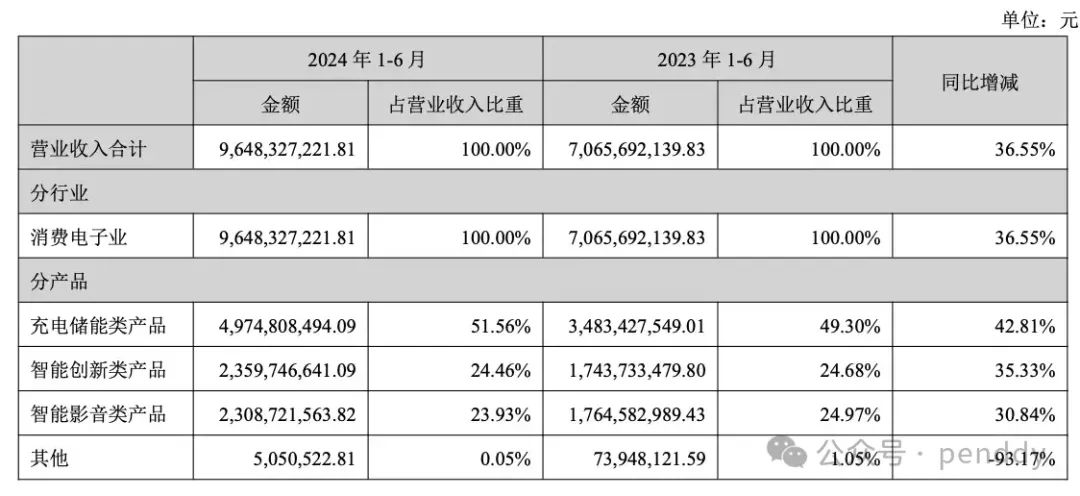 单位：元
2024 年 1-6 月 2023 年 1-6 月 同比增减
金额 占营业收入比重 金额 占营业收入比重
营业收入合计 9,648,327,221.81 100.00% 7,065,692,139.83 100.00% 36.55%
分行业
消费电子业 9,648,327,221.81 100.00% 7,065,692,139.83 100.00% 36.55%
分产品
充电储能类产品 4,974,808,494.09 51.56% 3,483,427,549.01 49.30% 42.81%
智能创新类产品 2,359,746,641.09 24.46% 1,743,733,479.80 24.68% 35.33%
智能影音类产品 2,308,721,563.82 23.93% 1,764,582,989.43 24.97% 30.84%
其他 5,050,522.81 0.05% 73,948,121.59 1.05% -93.17%
公众号 · penddy